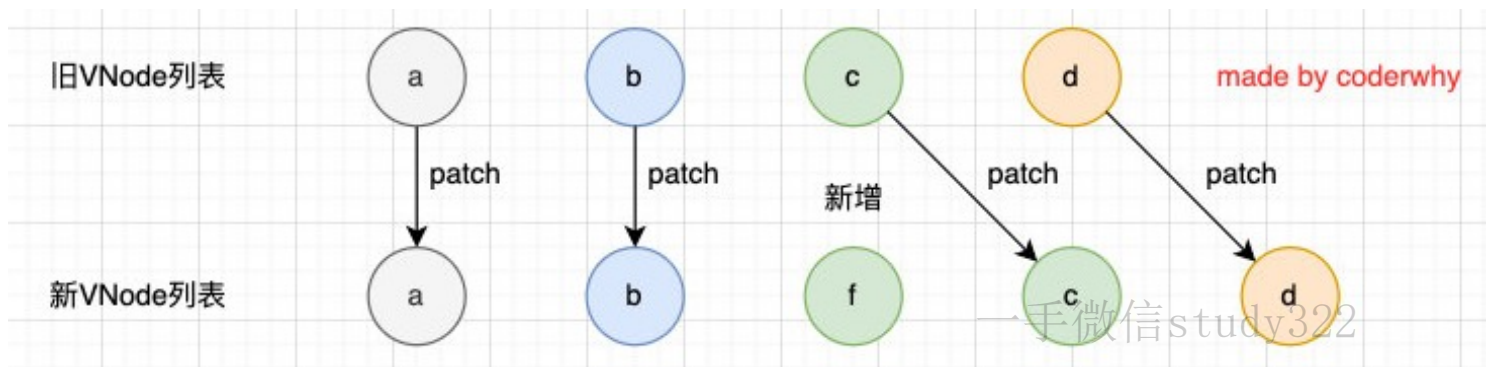 旧VNode列表 a b c d made by coderwhy
patch patch 新增 patch patch
新VNode列表 a b f c d
一手微信study322